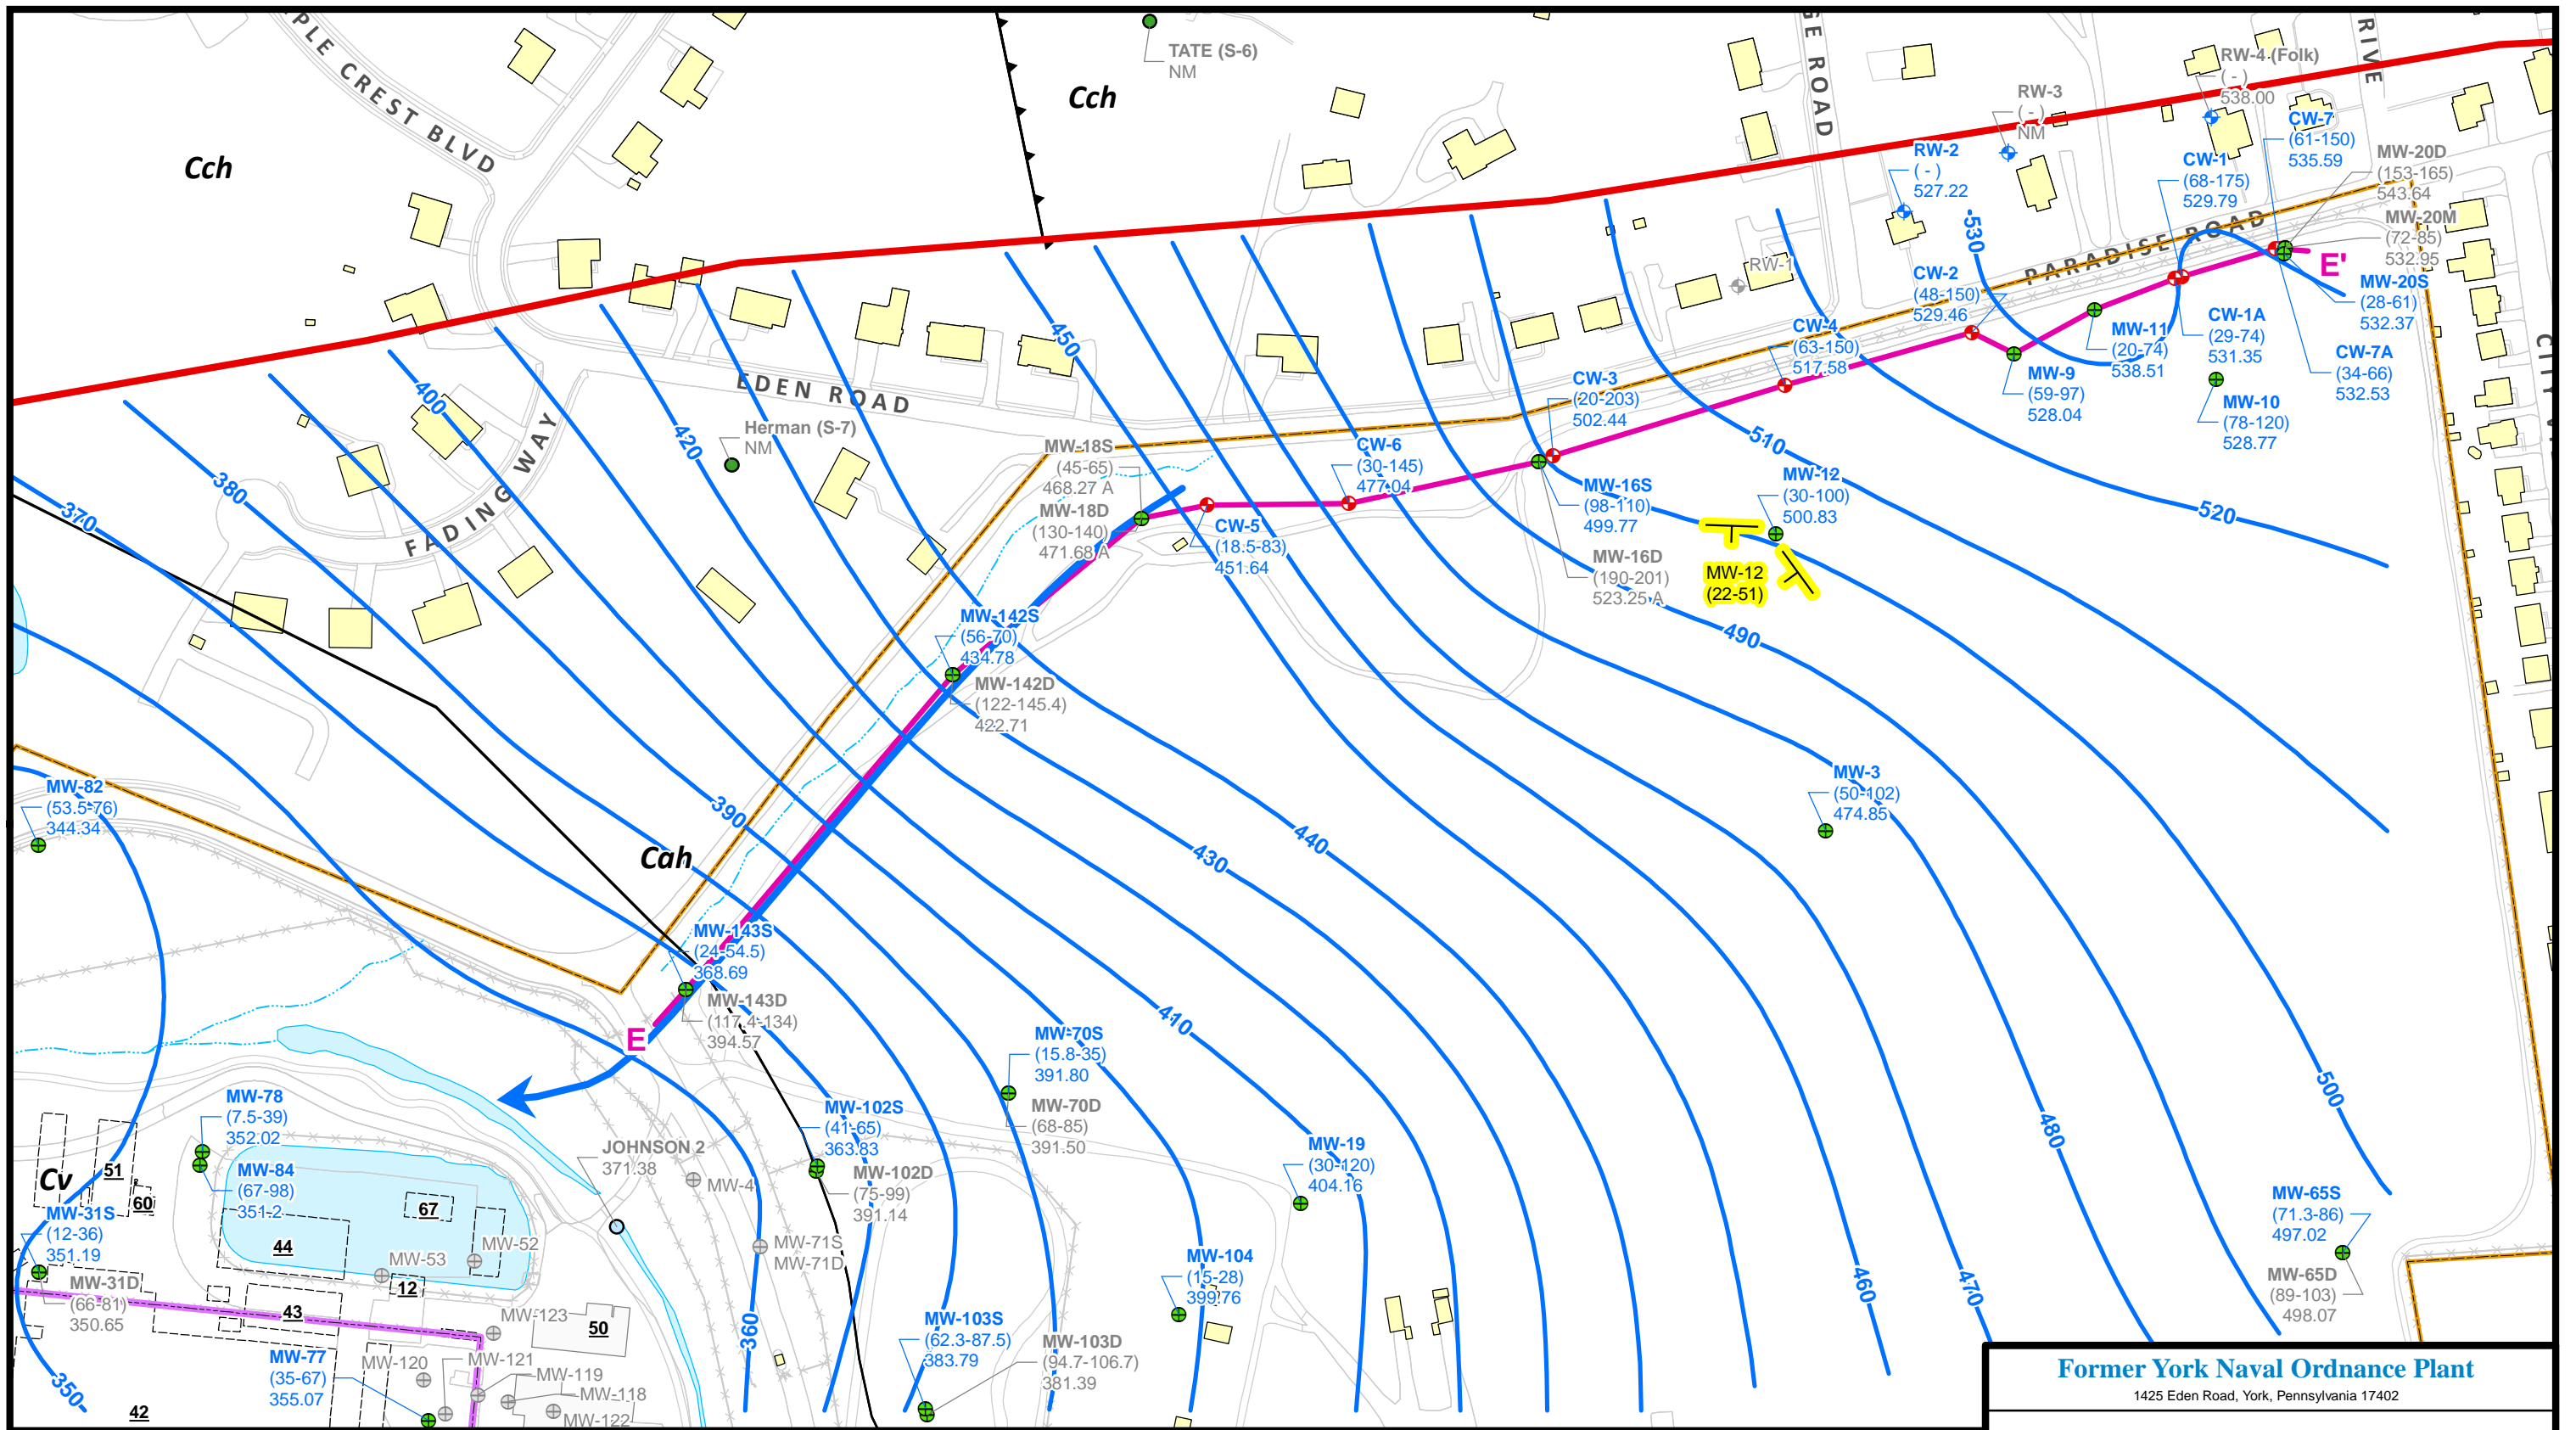 PLE CREST BLVD
Cch
TATE (S-6)
NM
Cch
GE ROAD
RIVE
RW-4 (Folk)
( - )
538.00
RW-3
( - )
NM
CW-7
(61-150)
535.59
RW-2
( - )
527.22
CW-1
(68-175)
529.79
MW-20D
(153-165)
543.64
MW-20M
(72-85)
532.95
530
PARADISE ROAD
E'
RW-1
CW-2
(48-150)
529.46
MW-20S
(28-61)
532.37
CW-4
(63-150)
517.58
MW-11
(20-74)
538.51
CW-1A
(29-74)
531.35
CW-7A
(34-66)
532.53
450
EDEN ROAD
400
CW-3
(20-203)
502.44
MW-9
(59-97)
528.04
MW-10
(78-120)
528.77
FADING WAY
420
Herman (S-7)
NM
MW-18S
(45-65)
468.27 A
CW-6
(30-145)
477.04
510
380
370
MW-18D
(130-140)
471.68 A
CW-5
(18.5-83)
451.64
MW-16S
(98-110)
499.77
MW-12
(30-100)
500.83
520
MW-16D
(190-201)
523.25 A
MW-12
(22-51)
MW-142S
(56-70)
434.78
490
MW-142D
(122-145.4)
422.71
MW-82
(53.5-76)
344.34
390
MW-3
(50-102)
474.85
440
430
Cah
MW-143S
(24-54.5)
368.69
MW-143D
(117.4-134)
394.57
E
410
MW-70S
(15.8-35)
391.80
MW-70D
(68-85)
391.50
MW-78
(7.5-39)
352.02
MW-102S
(41-65)
363.83
500
480
JOHNSON 2
371.38
MW-19
(30-120)
404.16
Cv
51
60
MW-84
(67-98)
351.2
67
MW-4
MW-102D
(75-99)
391.14
MW-65S
(71.3-86)
497.02
MW-31S
(12-36)
351.19
44
MW-52
MW-53
MW-71S
MW-71D
MW-104
(15-28)
399.76
460
470
MW-65D
(89-103)
498.07
MW-31D
(66-81)
350.65
12
43
MW-123
50
360
MW-103S
(62.3-87.5)
383.79
MW-103D
(94.7-106.7)
381.39
MW-77
(35-67)
355.07
MW-120
MW-121
MW-119
MW-118
MW-122
350
42
CITY VI
Former York Naval Ordnance Plant
1425 Eden Road, York, Pennsylvania 17402